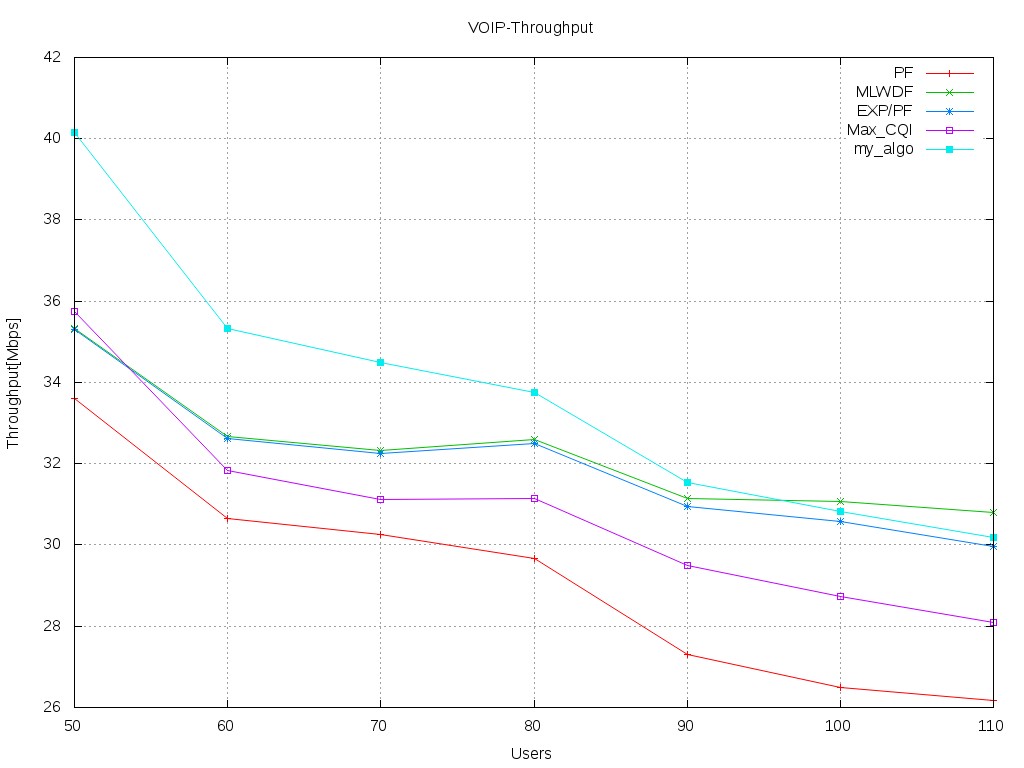 VOIP-Throughput
42
40
38
36
34
32
30
28
26
Throughput[Mbps]
PF
MLWDF
EXP/PF
Max_CQI
my_algo
50 60 70 80 90 100 110
Users